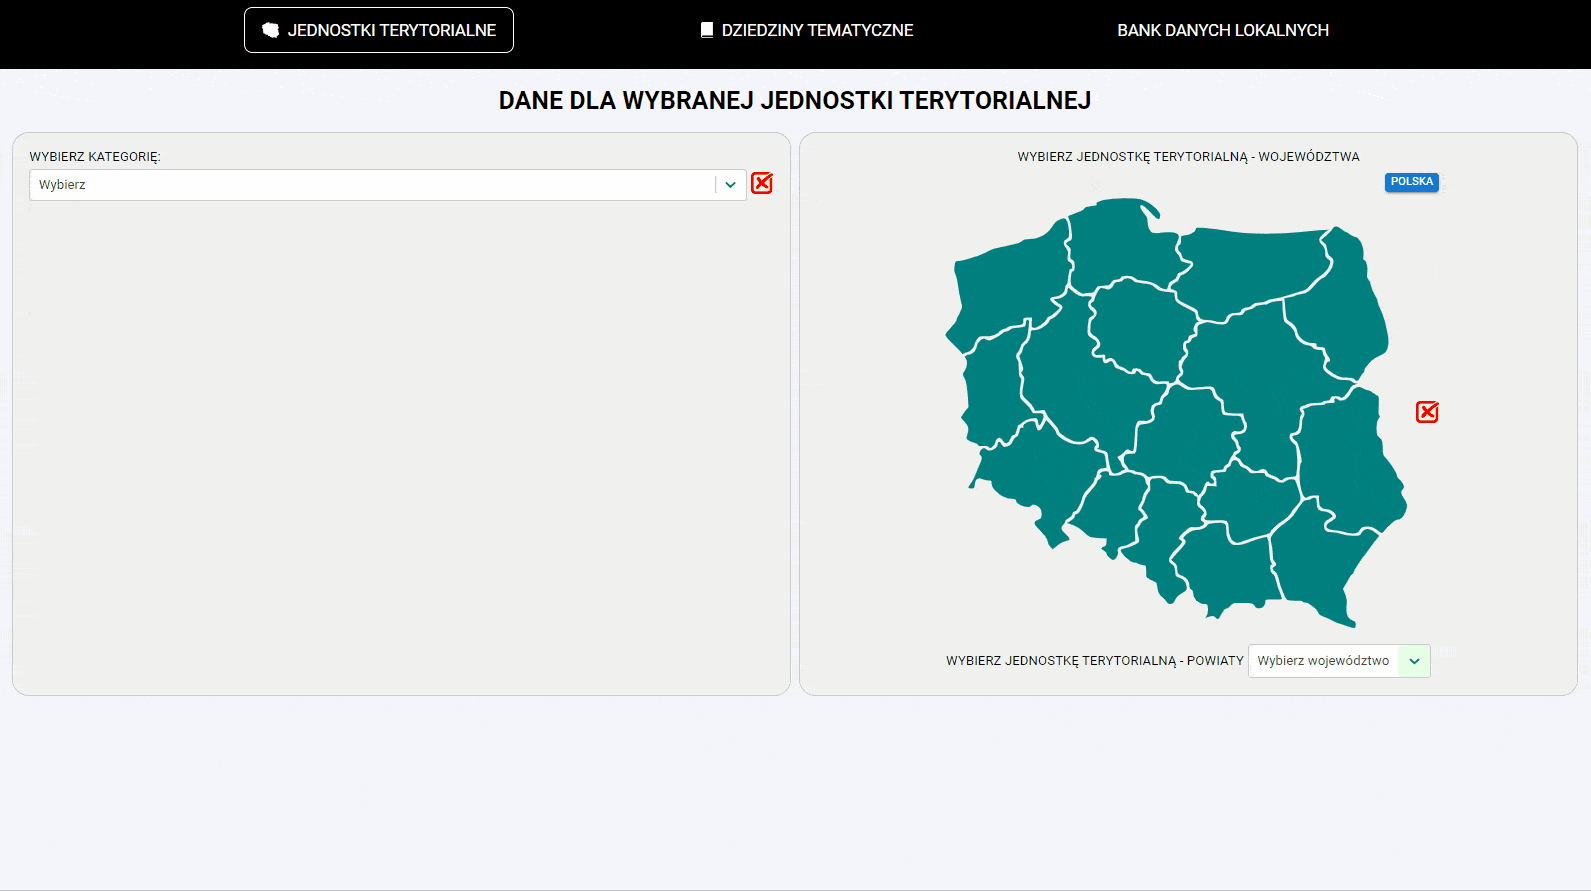 JEDNOSTKI TERYTORIALNE
DZIEDZINY TEMATYCZNE
BANK DANYCH LOKALNYCH
DANE DLA WYBRANEJ JEDNOSTKI TERYTORIALNEJ
WYBIERZ KATEGORIĘ:
Wybierz
WYBIERZ JEDNOSTKĘ TERYTORIALNĄ - WOJEWÓDZTWA
POLSKA
WYBIERZ JEDNOSTKĘ TERYTORIALNĄ - POWIATY
Wybierz województwo